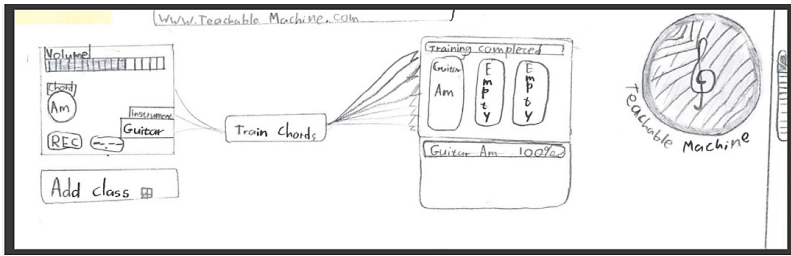 Www.Teachable Machine.com
Volume
Chord
Am
Instrument
Guitar
REC
Add class
Train Chords
Training completed
Guitar
Am
Empty
Empty
Guitar Am 100%
Teachable Machine